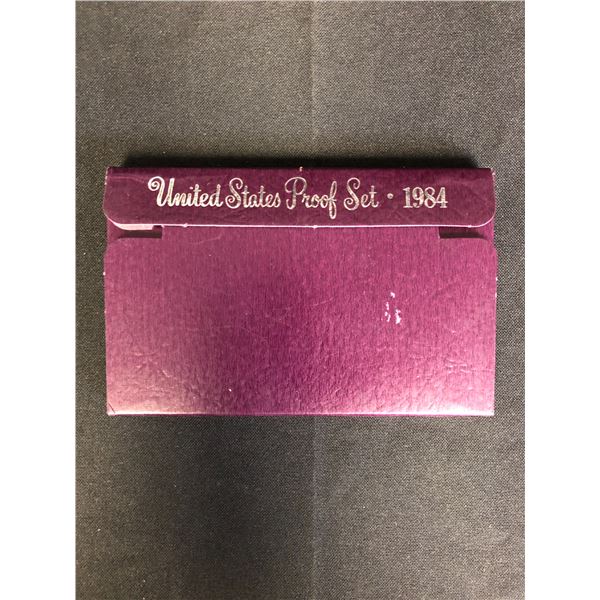 United States Proof Set • 1984